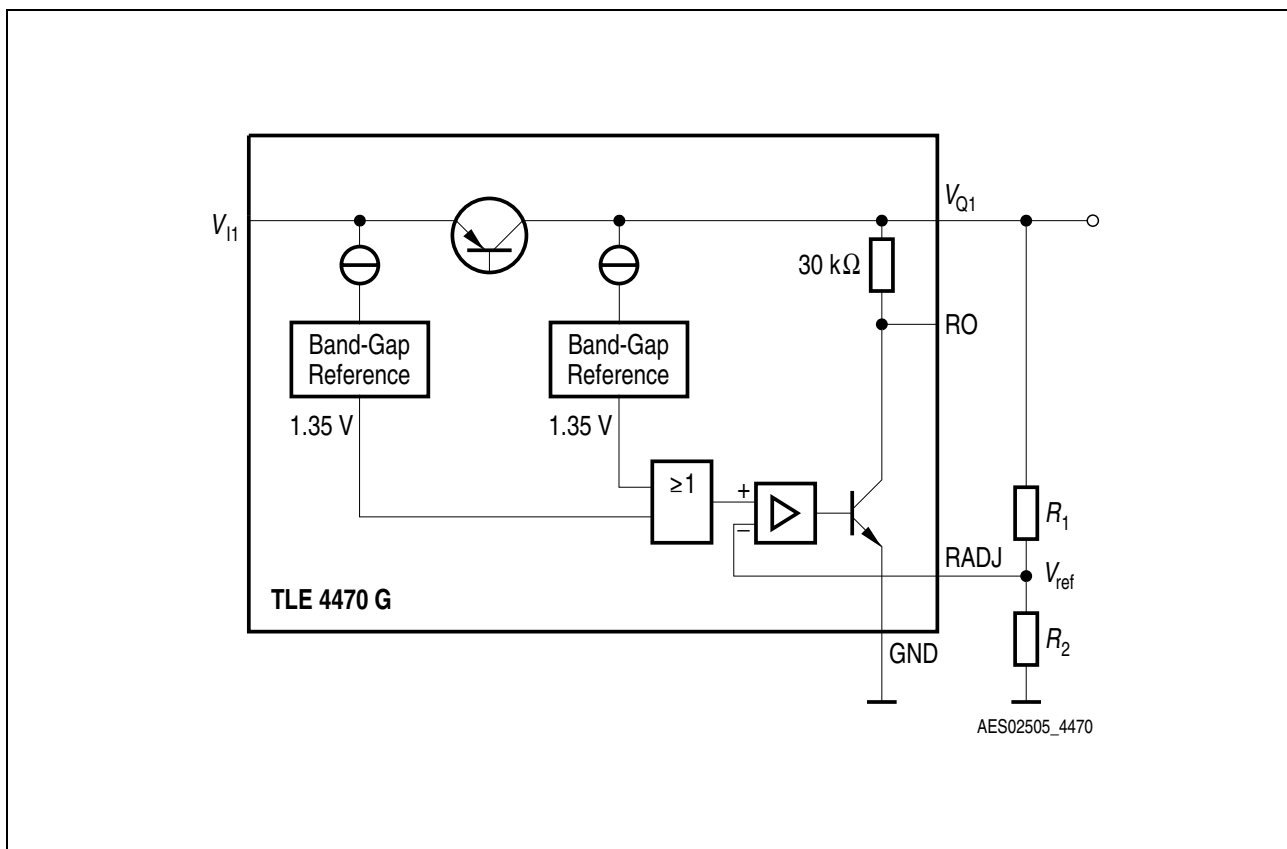 V_Q1
V_I1
30 kΩ
RO
Band-Gap
Reference
Band-Gap
Reference
1.35 V
1.35 V
≥1
+
−
R_1
RADJ
V_ref
TLE 4470 G
R_2
GND
AES02505_4470